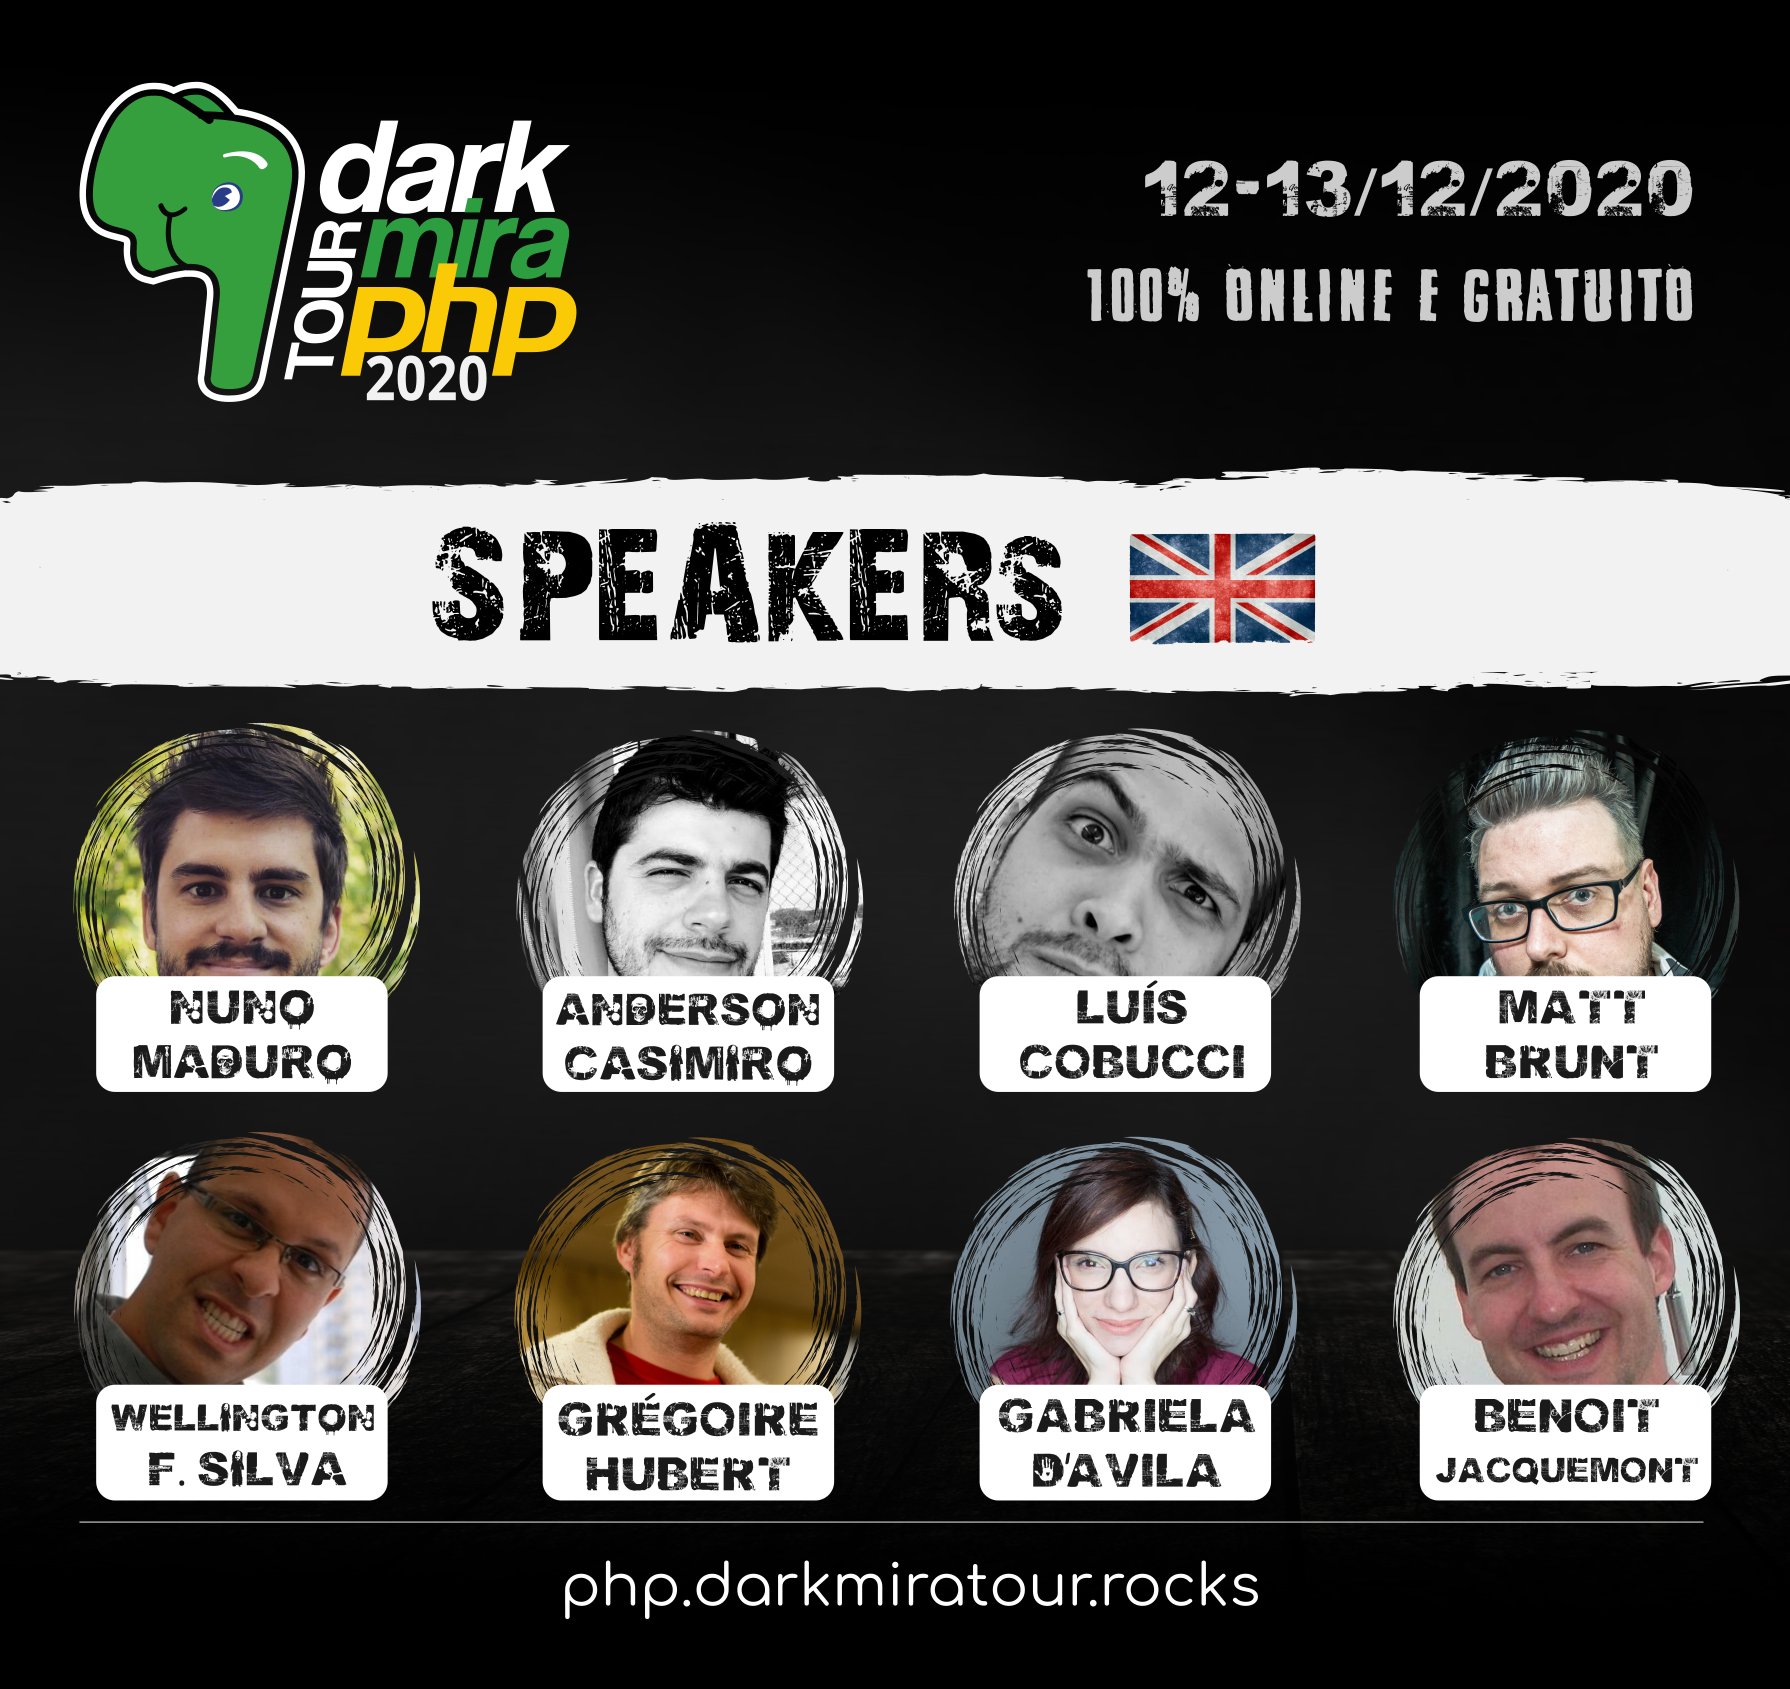 dark
mira
php
TOUR
2020
12-13/12/2020
100% ONLINE E GRATUITO
SPEAKERS
NUNO
MADURO
ANDERSON
CASIMIRO
LUÍS
COBUCCI
MATT
BRUNT
WELLINGTON
F. SILVA
GRÉGOIRE
HUBERT
GABRIELA
D'AVILA
BENOIT
JACQUEMONT
php.darkmiratour.rocks